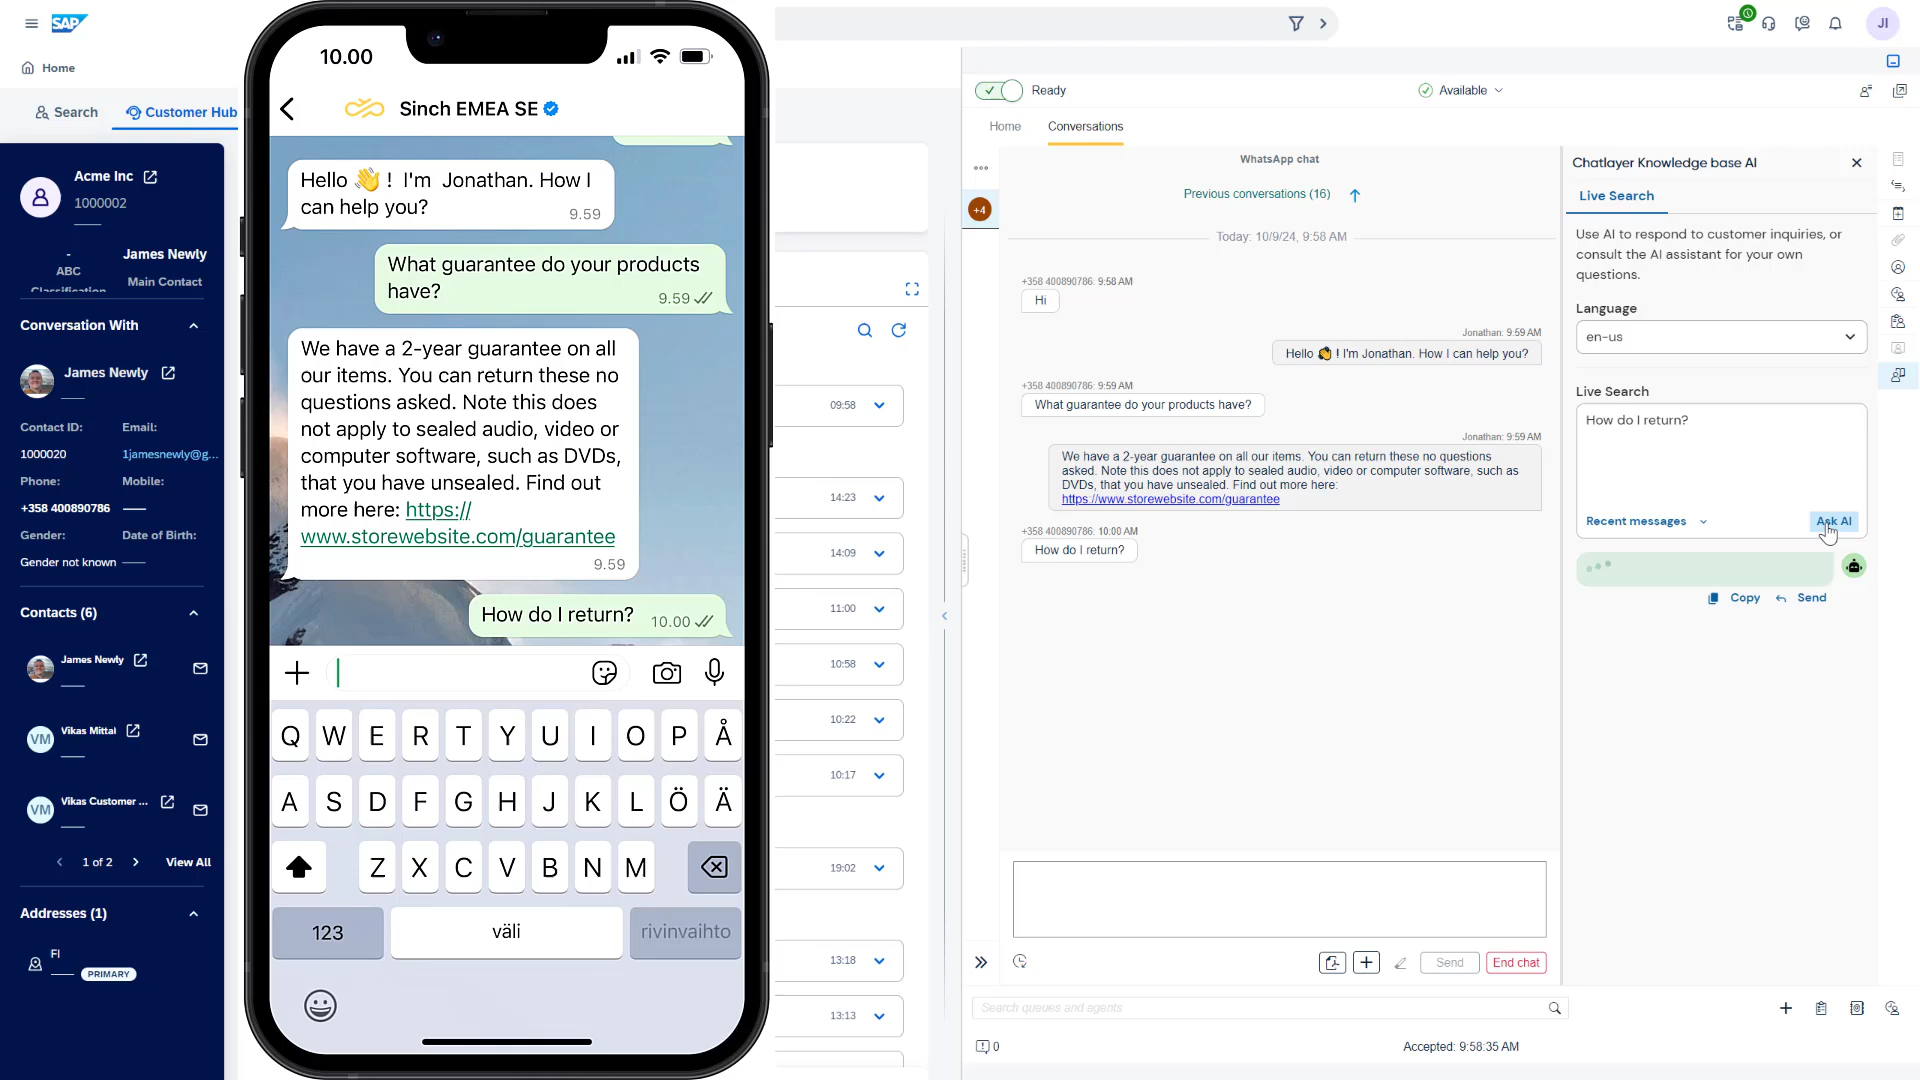 SAP
Home
Search
Customer Hub
Acme Inc
1000002
-
ABC
James Newly
Main Contact
Conversation With
James Newly
Contact ID:
Email:
1000020
1jamesnewly@g...
Phone:
Mobile:
+358 400890786
Gender:
Date of Birth:
Gender not known
Contacts (6)
James Newly
VM
Vikas Mittal
VM
Vikas Customer ...
1 of 2
View All
Addresses (1)
FI
PRIMARY
10.00
Sinch EMEA SE
Hello 👋 ! I'm Jonathan. How I
can help you?
9.59
What guarantee do your products
have?
9.59
We have a 2-year guarantee on all
our items. You can return these no
questions asked. Note this does
not apply to sealed audio, video or
computer software, such as DVDs,
that you have unsealed. Find out
more here: https://
www.storewebsite.com/guarantee
9.59
How do I return?
10.00
Q W E R T Y U I O P Å
A S D F G H J K L Ö Ä
Z X C V B N M
123
väli
rivinvaihto
09:58
14:23
14:09
11:00
10:58
10:22
10:17
19:02
13:18
13:13
JI
Ready
Available
Home
Conversations
+4
WhatsApp chat
Previous conversations (16)
Today: 10/9/24, 9:58 AM
+358 400890786: 9:58 AM
Hi
Jonathan: 9:59 AM
Hello 👋 ! I'm Jonathan. How I can help you?
+358 400890786: 9:59 AM
What guarantee do your products have?
Jonathan: 9:59 AM
We have a 2-year guarantee on all our items. You can return these no questions
asked. Note this does not apply to sealed audio, video or computer software, such as
DVDs, that you have unsealed. Find out more here:
https://www.storewebsite.com/guarantee
+358 400890786: 10:00 AM
How do I return?
Send
End chat
Search queues and agents
0
Accepted: 9:58:35 AM
Chatlayer Knowledge base AI
Live Search
Use AI to respond to customer inquiries, or
consult the AI assistant for your own
questions.
Language
en-us
Live Search
How do I return?
Recent messages
Ask AI
Copy
Send